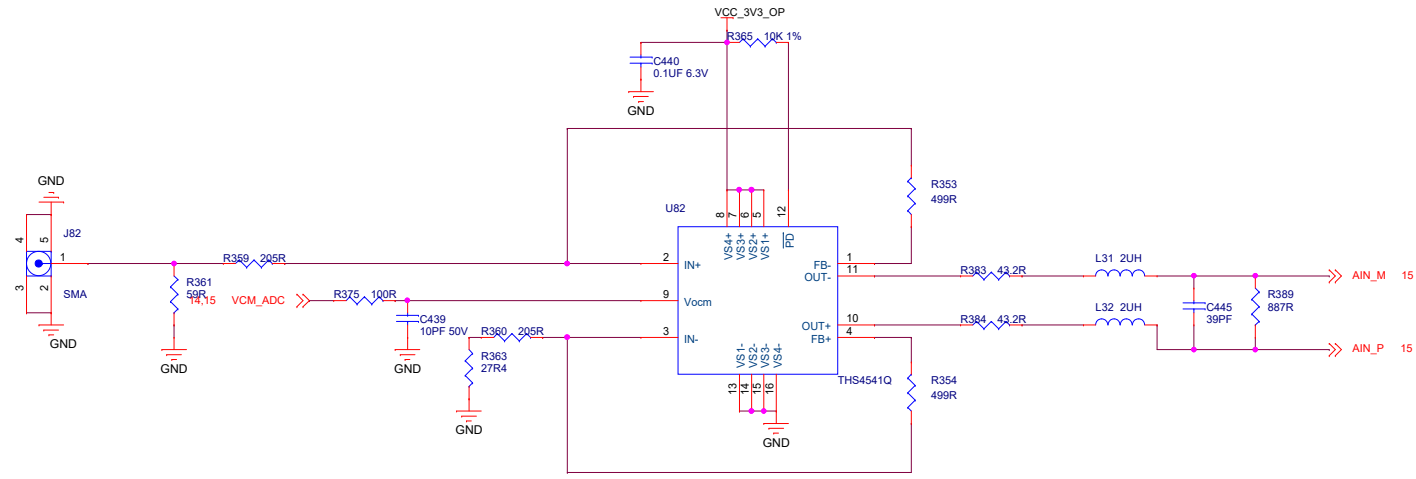 VCC_3V3_OP
R365 10K 1%
C440
0.1UF 6.3V
GND
GND
J82
4
5
1
3
2
SMA
GND
R359 205R
R361
59R
GND
14,15 VCM_ADC
R375 100R
C439
10PF 50V
GND
R360 205R
R363
27R4
GND
U82
8
7
6
5
12
VS4+
VS3+
VS2+
VS1+
PD
2
IN+
9
Vocm
3
IN-
1
FB-
11
OUT-
10
OUT+
4
FB+
VS1-
VS2-
VS3-
VS4-
13
14
15
16
THS4541Q
GND
R353
499R
R354
499R
R383 43.2R
R384 43.2R
L31 2UH
L32 2UH
C445
39PF
R389
887R
AIN_M 15
AIN_P 15